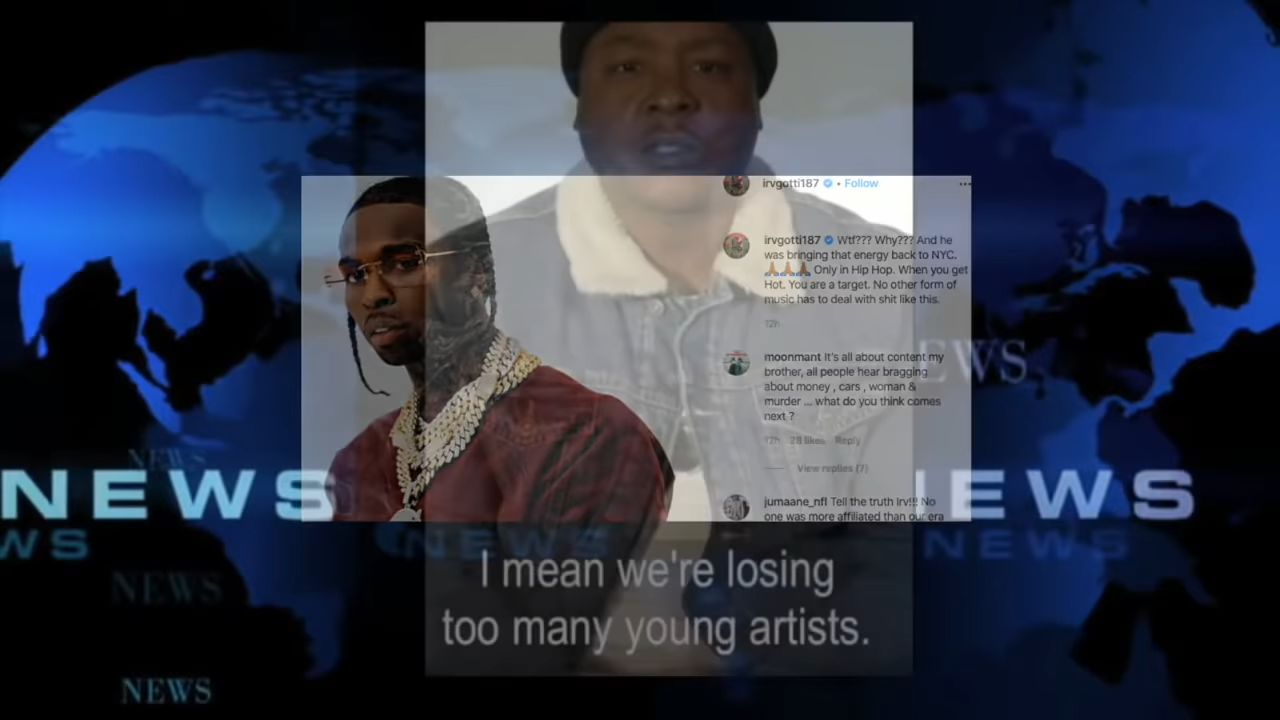 irvgotti187 • Follow
irvgotti187 Wtf??? Why??? And he
was bringing that energy back to NYC.
🙏🏾🙏🏾🙏🏾 Only in Hip Hop. When you get
Hot. You are a target. No other form of
music has to deal with shit like this.
12h
EWS
moonmant It's all about content my
brother, all people hear bragging
about money , cars , woman &
murder ... what do you think comes
next ?
12h 28 likes Reply
NEWS
View replies (7)
NEWS
NEWS
jumaane_nfl Tell the truth Irv!!! No
one was more affiliated than our era
WS
NEWS
NEWS
I mean we're losing
NEWS
too many young artists.
NEWS